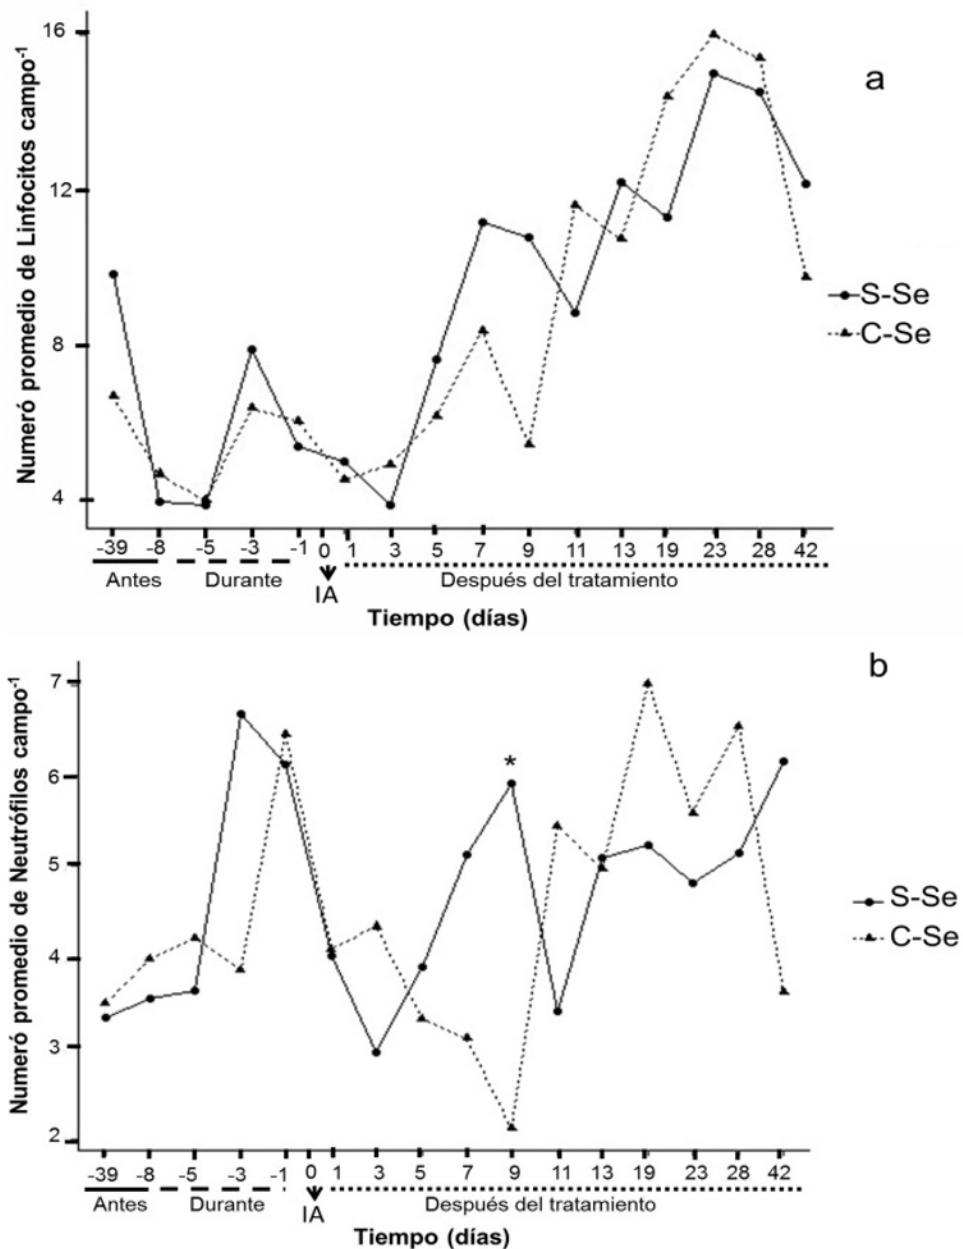 16
12
8
4
Numeró promedio de Linfocitos campo-1
a
S-Se
C-Se
-39 -8 -5 -3 -1 0 1 3 5 7 9 11 13 19 23 28 42
Antes Durante Después del tratamiento
IA
Tiempo (días)
b
7
6
5
4
3
2
Numeró promedio de Neutrófilos campo-1
*
S-Se
C-Se
-39 -8 -5 -3 -1 0 1 3 5 7 9 11 13 19 23 28 42
Antes Durante Después del tratamiento
IA
Tiempo (días)